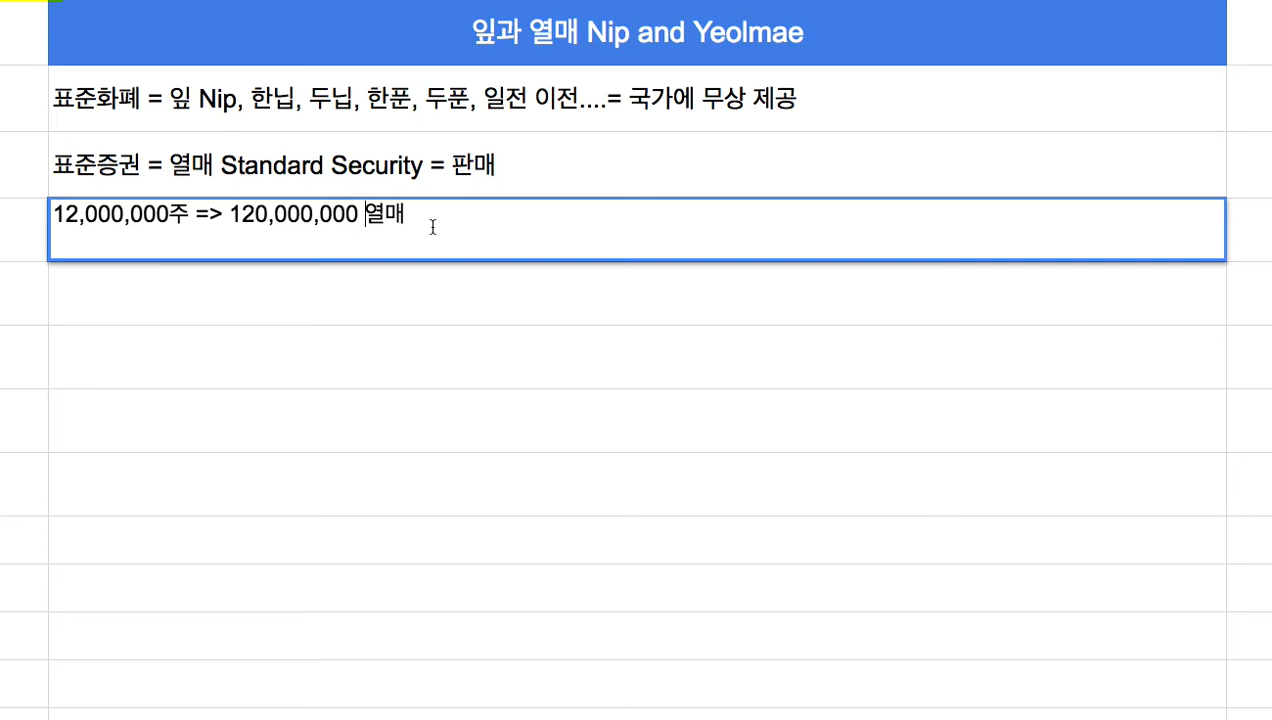 잎과 열매 Nip and Yeolmae
표준화폐 = 잎 Nip, 한닙, 두닙, 한푼, 두푼, 일전 이전....= 국가에 무상 제공
표준증권 = 열매 Standard Security = 판매
12,000,000주 => 120,000,000 열매